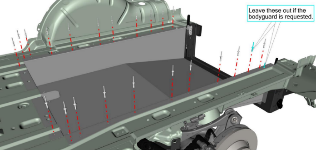 Leave these out if the
bodyguard is requested.